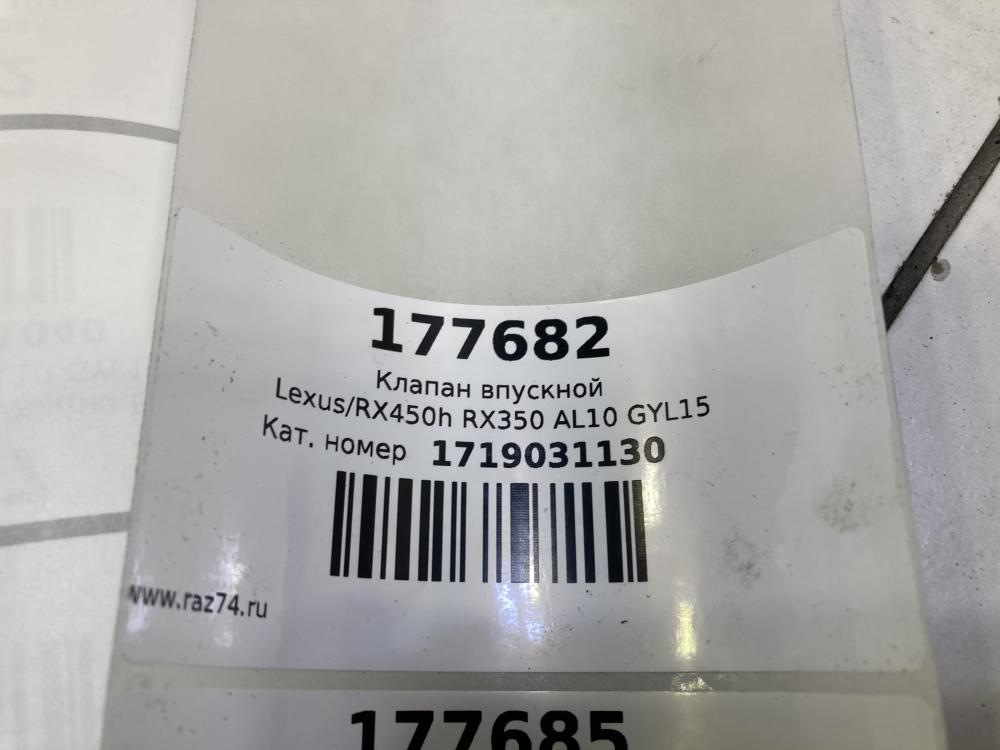 177682
Клапан впускной
Lexus/RX450h RX350 AL10 GYL15
Кат. номер 1719031130
www.raz74.ru
177685